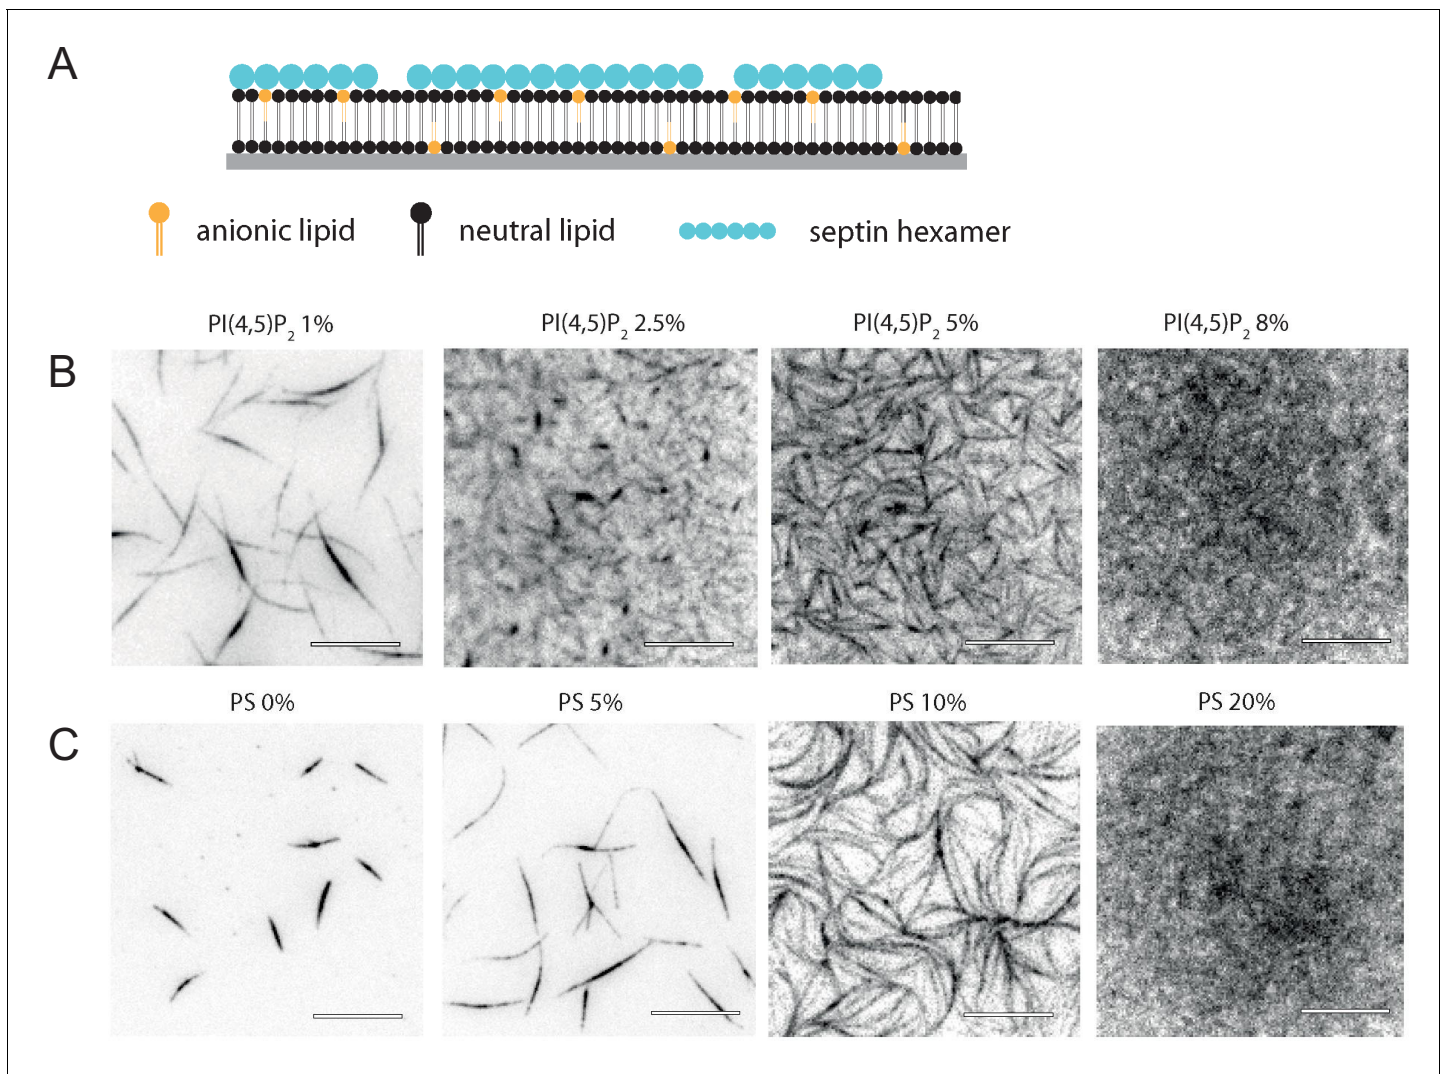 A
anionic lipid
neutral lipid
septin hexamer
PI(4,5)P2 1%
PI(4,5)P2 2.5%
PI(4,5)P2 5%
PI(4,5)P2 8%
B
PS 0%
PS 5%
PS 10%
PS 20%
C